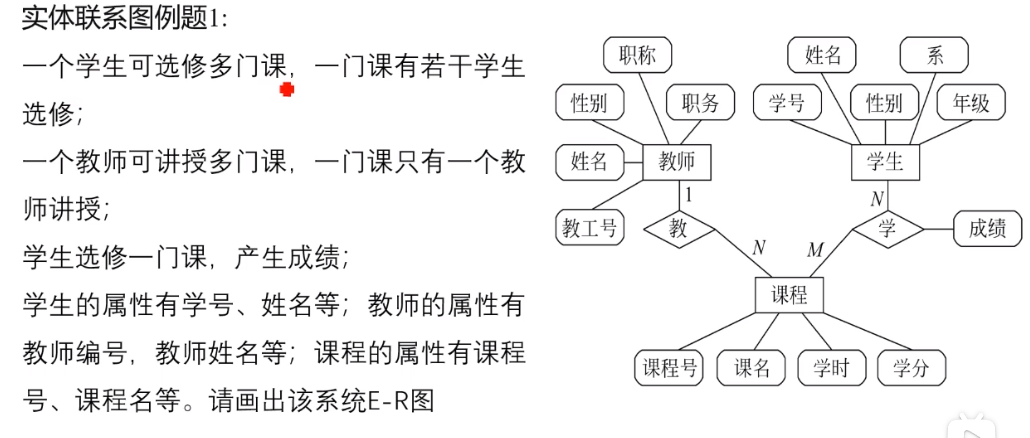 实体联系图例题1:
一个学生可选修多门课，一门课有若干学生
选修；
一个教师可讲授多门课，一门课只有一个教
师讲授；
学生选修一门课，产生成绩；
学生的属性有学号、姓名等；教师的属性有
教师编号，教师姓名等；课程的属性有课程
号、课程名等。请画出该系统E-R图
职称
姓名
系
性别
职务
学号
性别
年级
姓名
教师
学生
1
N
教工号
教
学
成绩
N
M
课程
课程号
课名
学时
学分